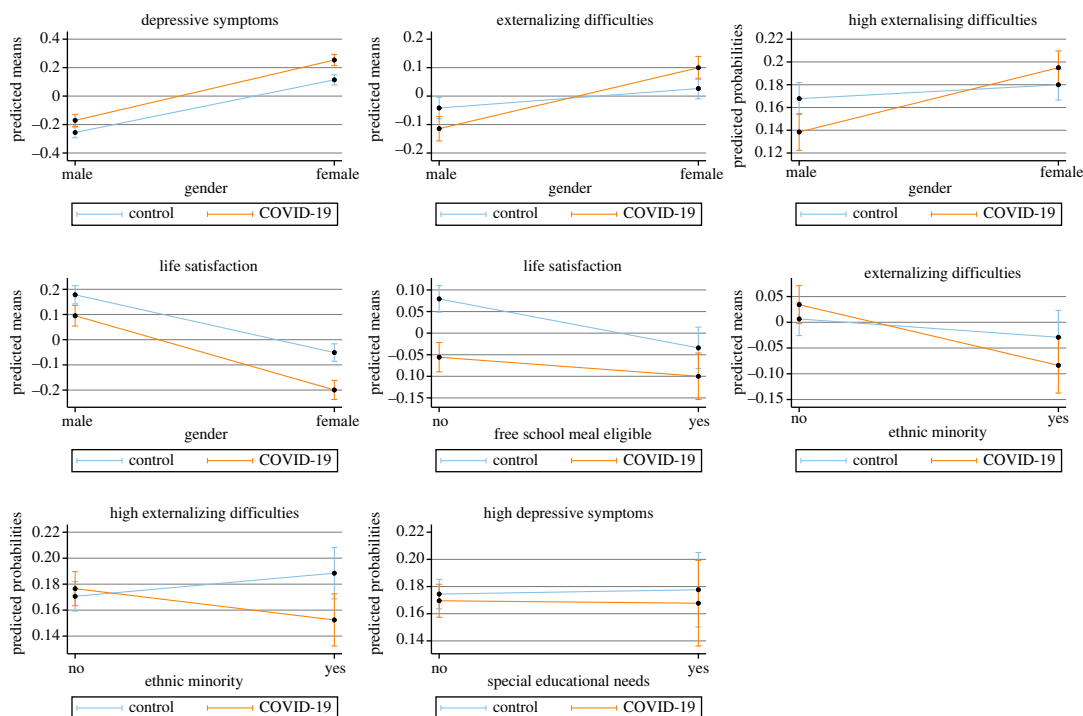 depressive symptoms
predicted means
0.4
0.2
0
–0.2
–0.4
male
female
gender
control
COVID-19
externalizing difficulties
predicted means
0.2
0.1
0
–0.1
–0.2
male
female
gender
control
COVID-19
high externalising difficulties
predicted probabilities
0.22
0.2
0.18
0.16
0.14
0.12
male
female
gender
control
COVID-19
life satisfaction
predicted means
0.2
0.1
0
–0.1
–0.2
male
female
gender
control
COVID-19
life satisfaction
predicted means
0.10
0.05
0
–0.05
0.10
–0.15
no
yes
free school meal eligible
control
COVID-19
externalizing difficulties
predicted means
0.05
0
–0.05
–0.10
–0.15
no
yes
ethnic minority
control
COVID-19
high externalizing difficulties
predicted probabilities
0.22
0.20
0.18
0.16
0.14
no
yes
ethnic minority
control
COVID-19
high depressive symptoms
predicted probabilities
0.22
0.20
0.18
0.16
0.14
no
yes
special educational needs
control
COVID-19